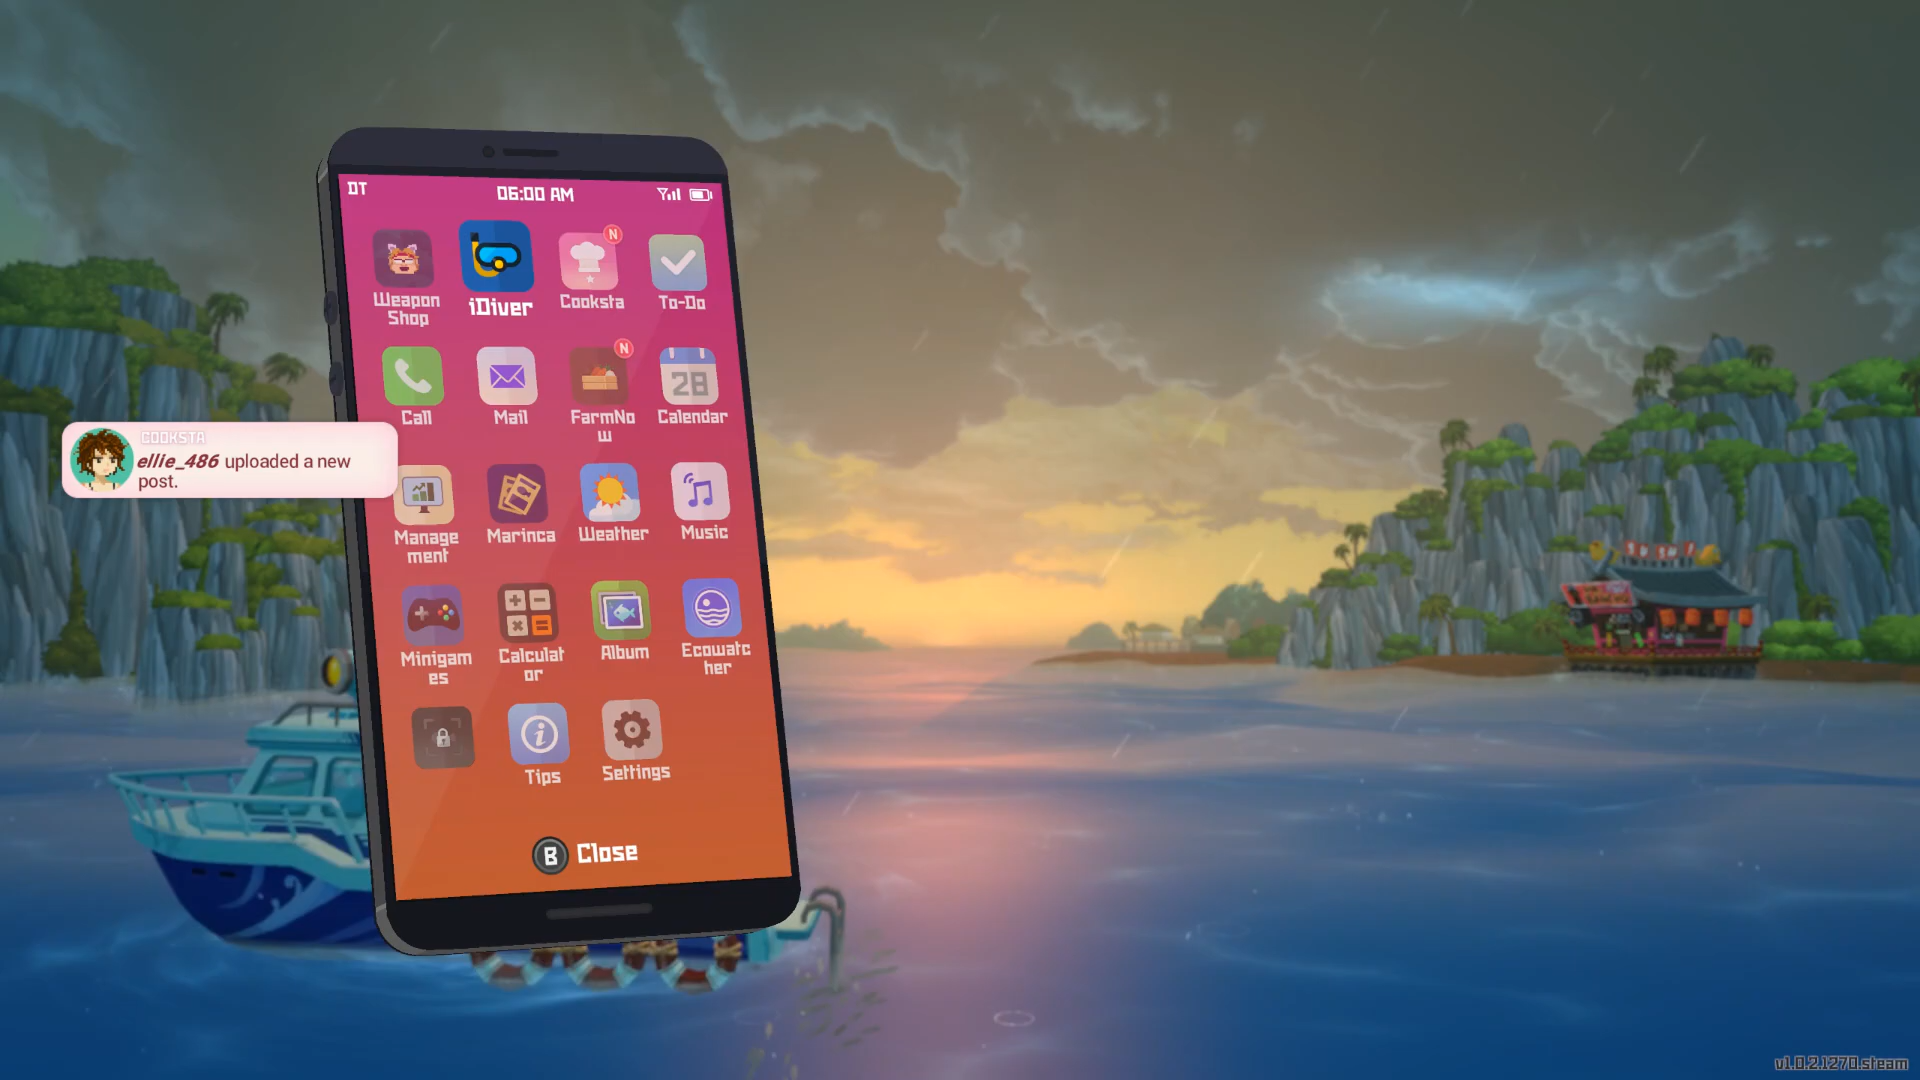 DT
06:00 AM
N
Weapon
Shop
iDiver
Cooksta
To-Do
N
28
Call
Mail
FarmNo
w
Calendar
COOKSTA
ellie_486 uploaded a new
post.
Manage
ment
Marinca
Weather
Music
Minigam
es
Calculat
or
Album
Ecowatc
her
SUSHI
Tips
Settings
B Close
v1.0.2.1270.steam